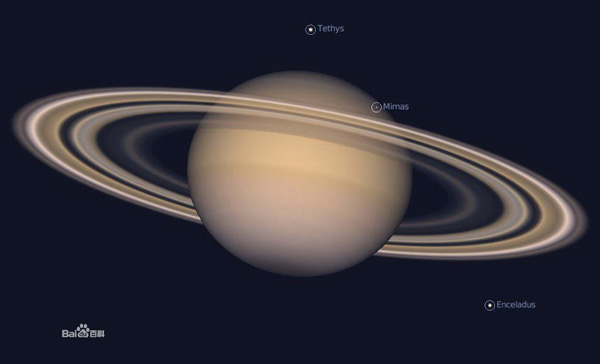 Tethys
Mimas
Enceladus
Bai百科